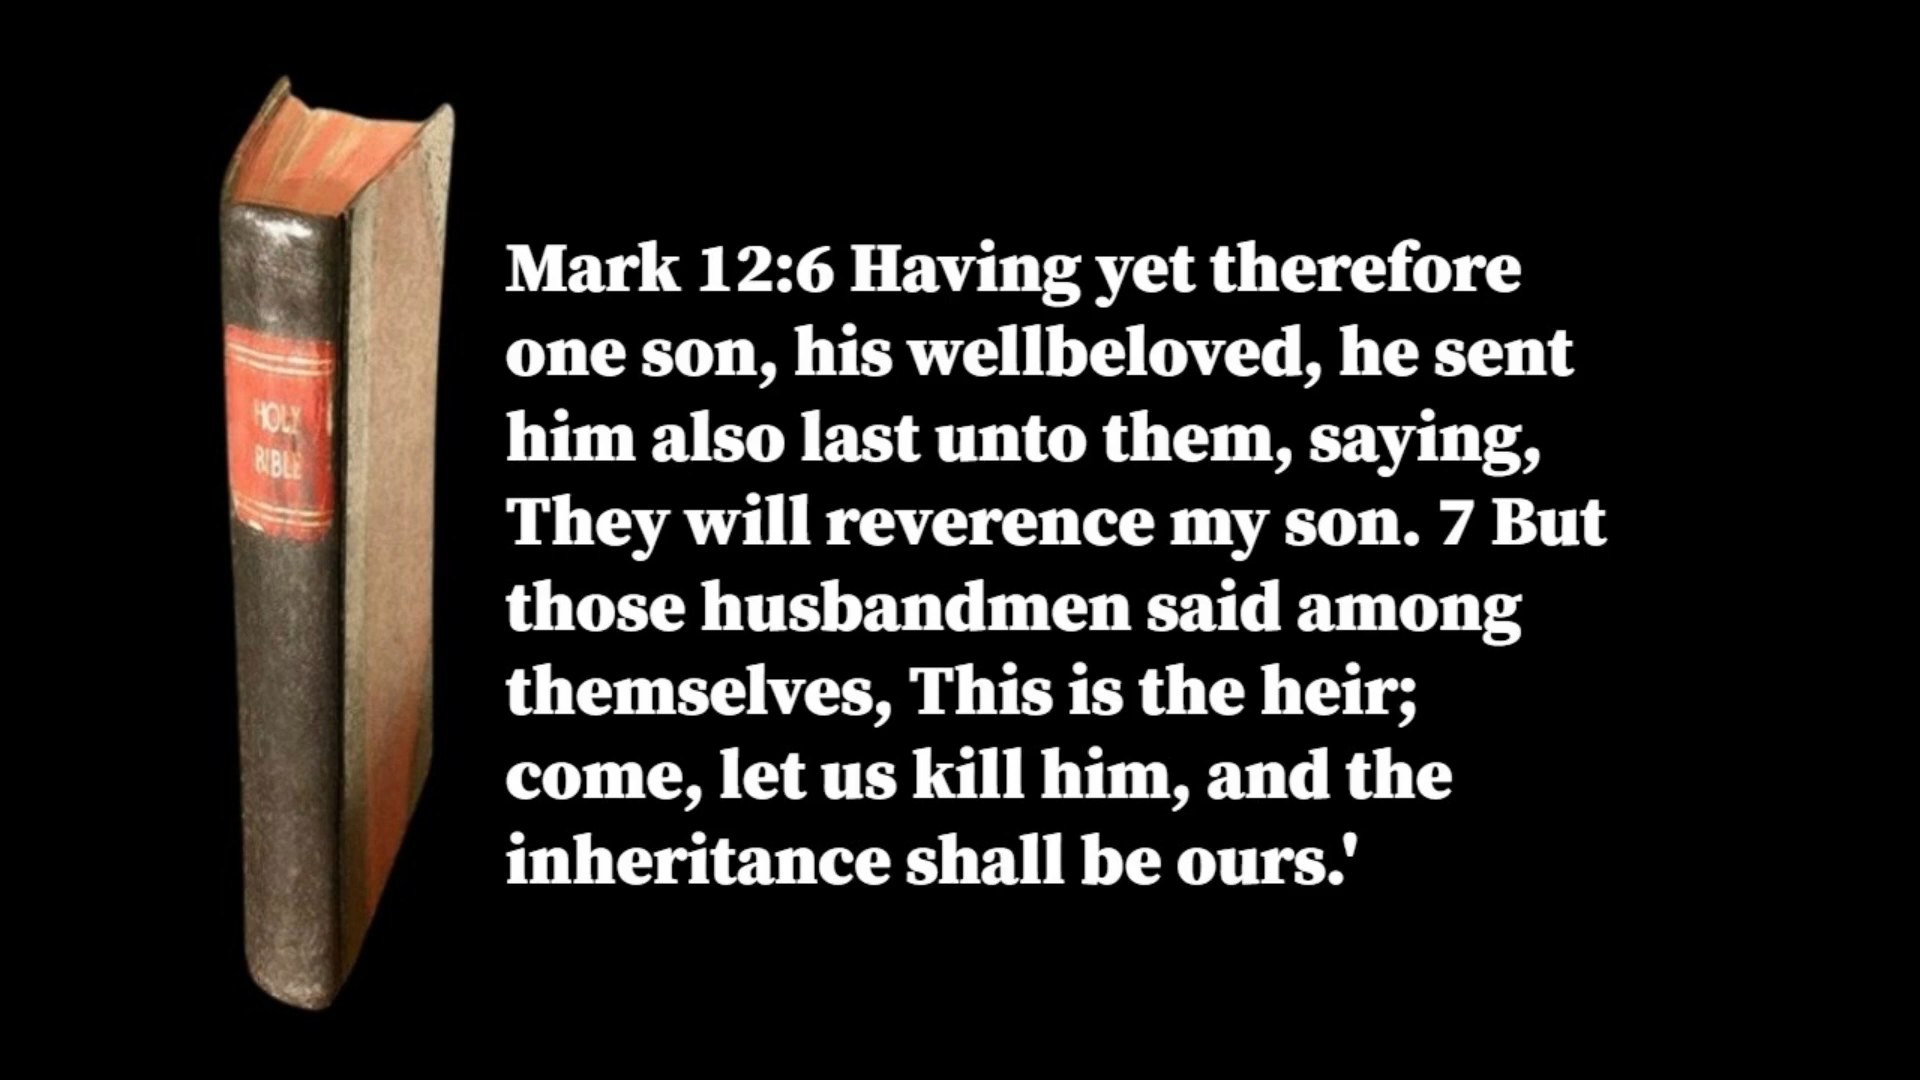 HOLY
BIBLE
Mark 12:6 Having yet therefore
one son, his wellbeloved, he sent
him also last unto them, saying,
They will reverence my son. 7 But
those husbandmen said among
themselves, This is the heir;
come, let us kill him, and the
inheritance shall be ours.'